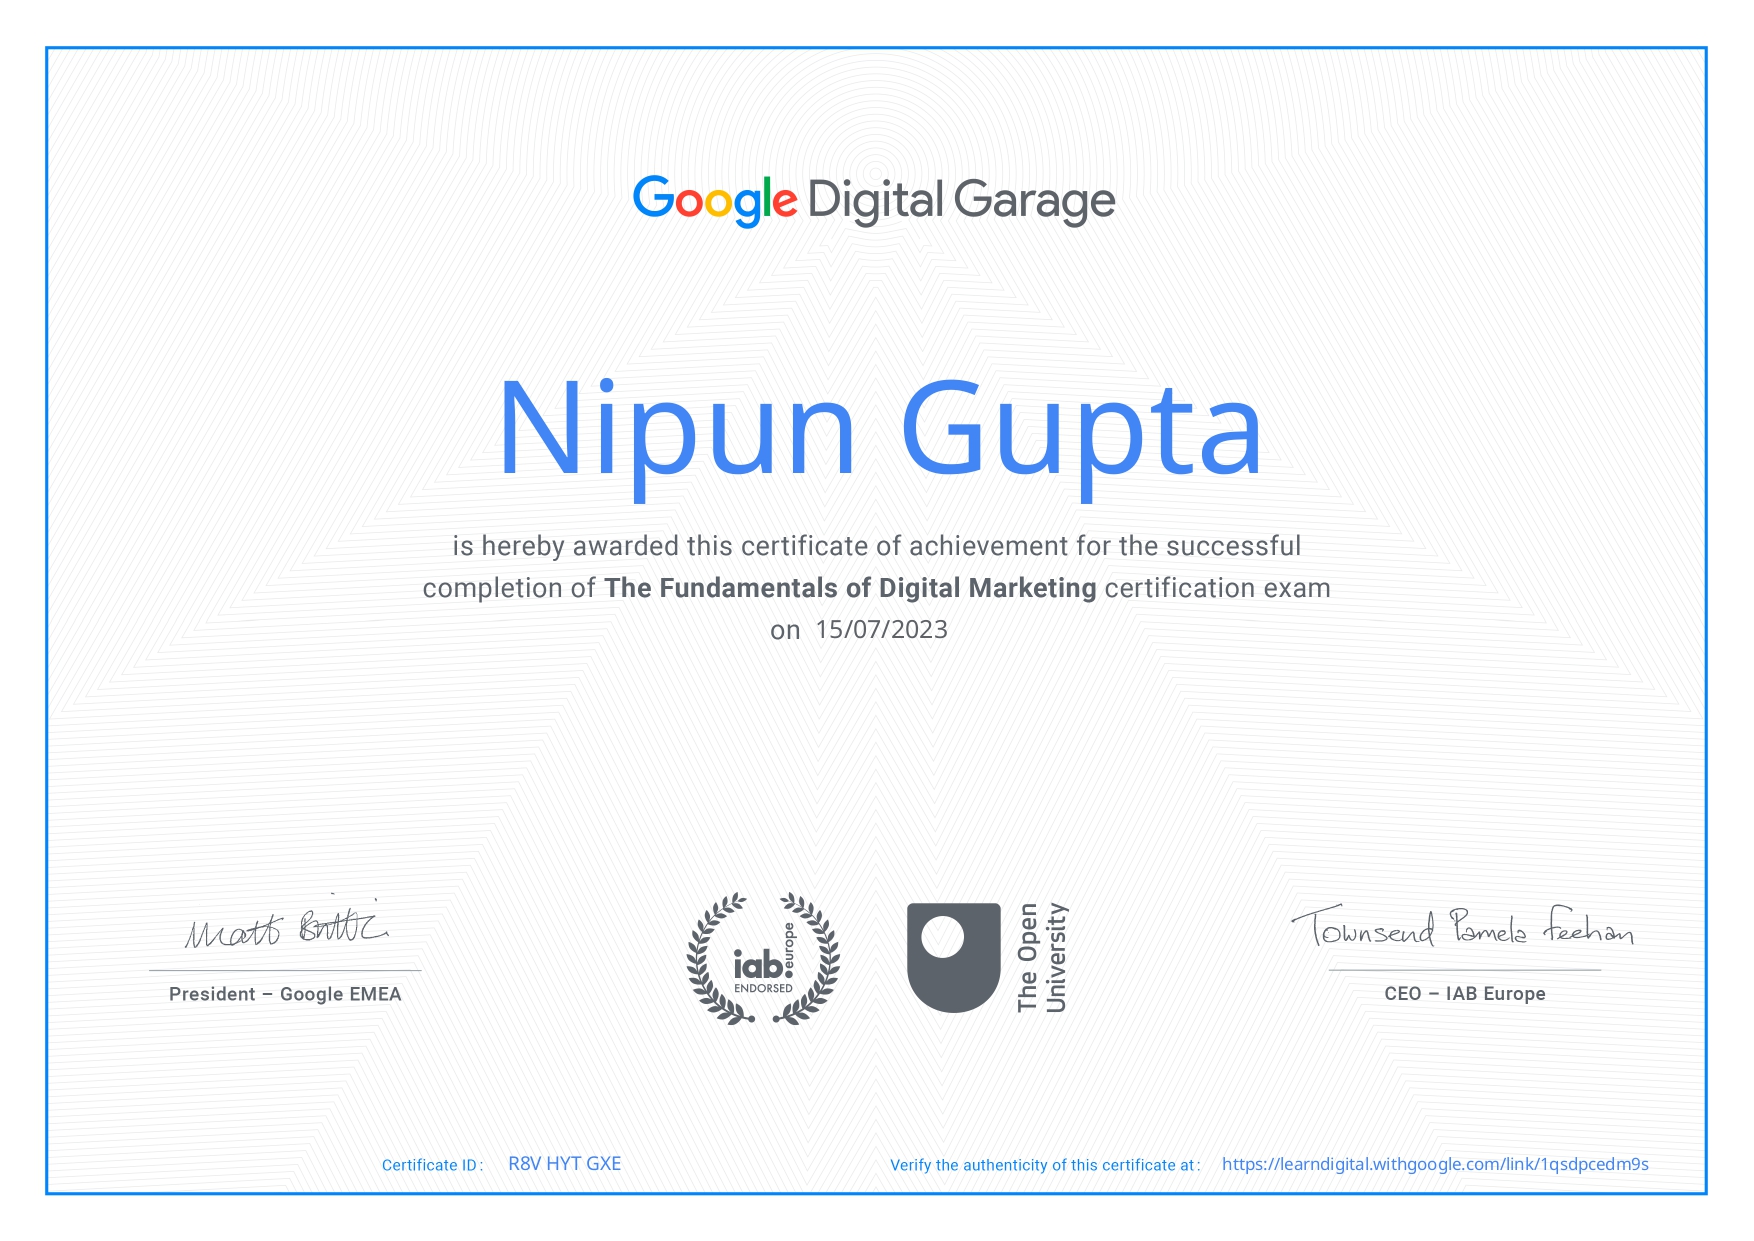 Google Digital Garage
Nipun Gupta
is hereby awarded this certificate of achievement for the successful
completion of The Fundamentals of Digital Marketing certification exam
on 15/07/2023
Matt Brittin
President – Google EMEA
iab europe
ENDORSED
The Open
University
Townsend Pamela Feehan
CEO – IAB Europe
Certificate ID : R8V HYT GXE
Verify the authenticity of this certificate at : https://learndigital.withgoogle.com/link/1qsdpcedm9s